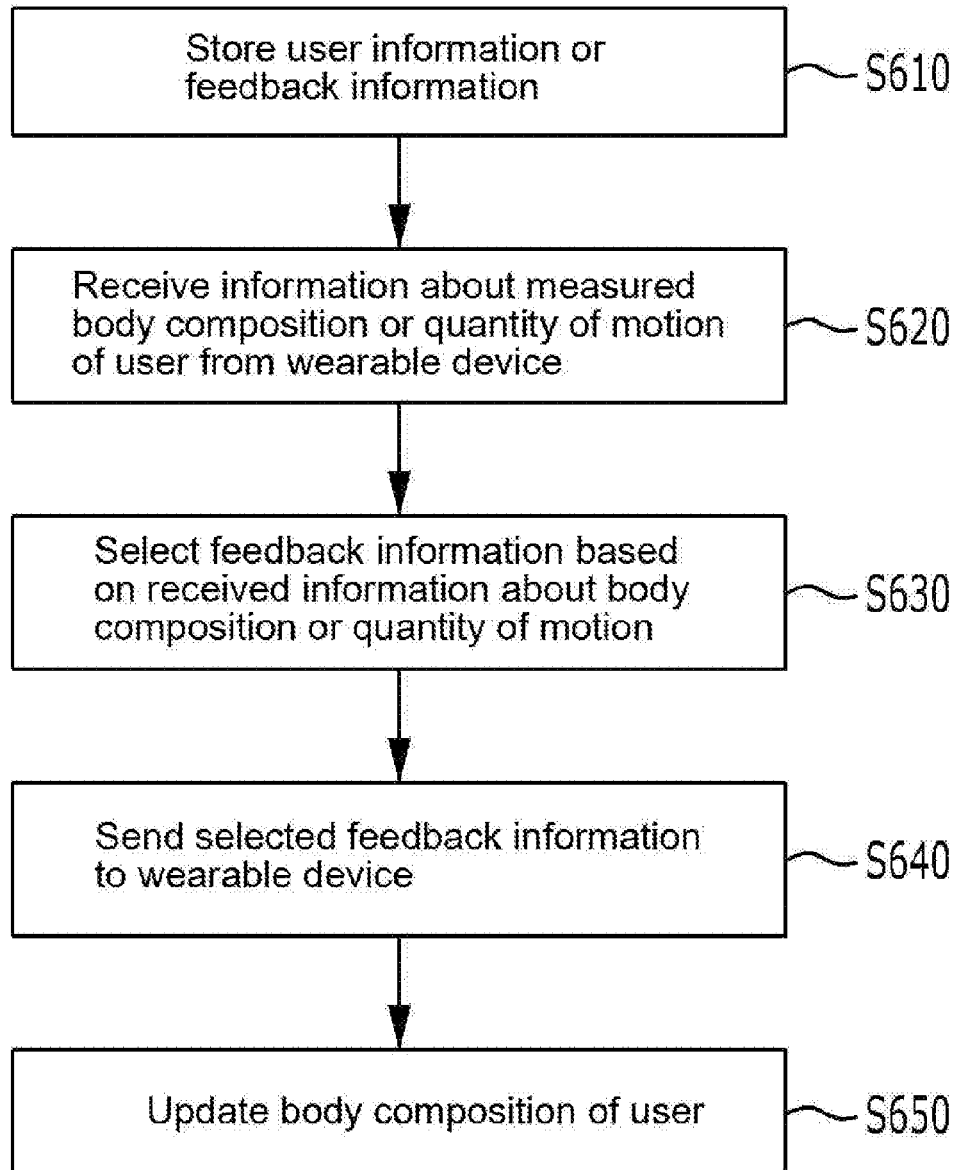 Store user information or
feedback information
S610
Receive information about measured
body composition or quantity of motion
of user from wearable device
S620
Select feedback information based
on received information about body
composition or quantity of motion
S630
Send selected feedback information
to wearable device
S640
Update body composition of user
S650